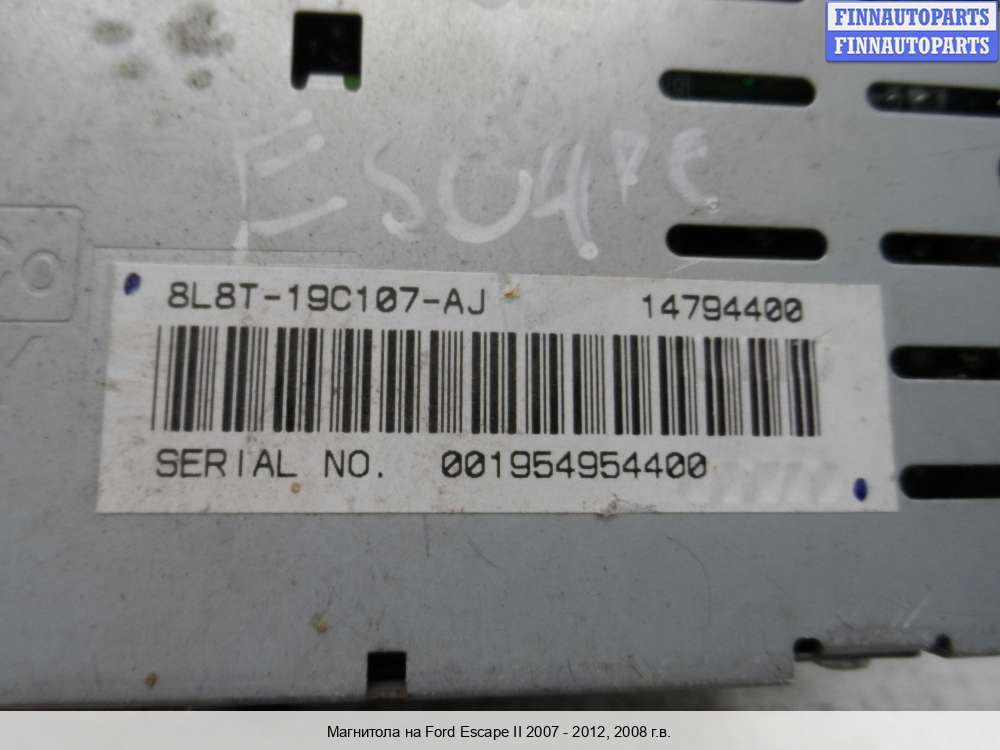 FINNAUTOPARTS
FINNAUTOPARTS
ESCAPE
8L8T-19C107-AJ 14794400
SERIAL NO. 001954954400
Магнитола на Ford Escape II 2007 - 2012, 2008 г.в.